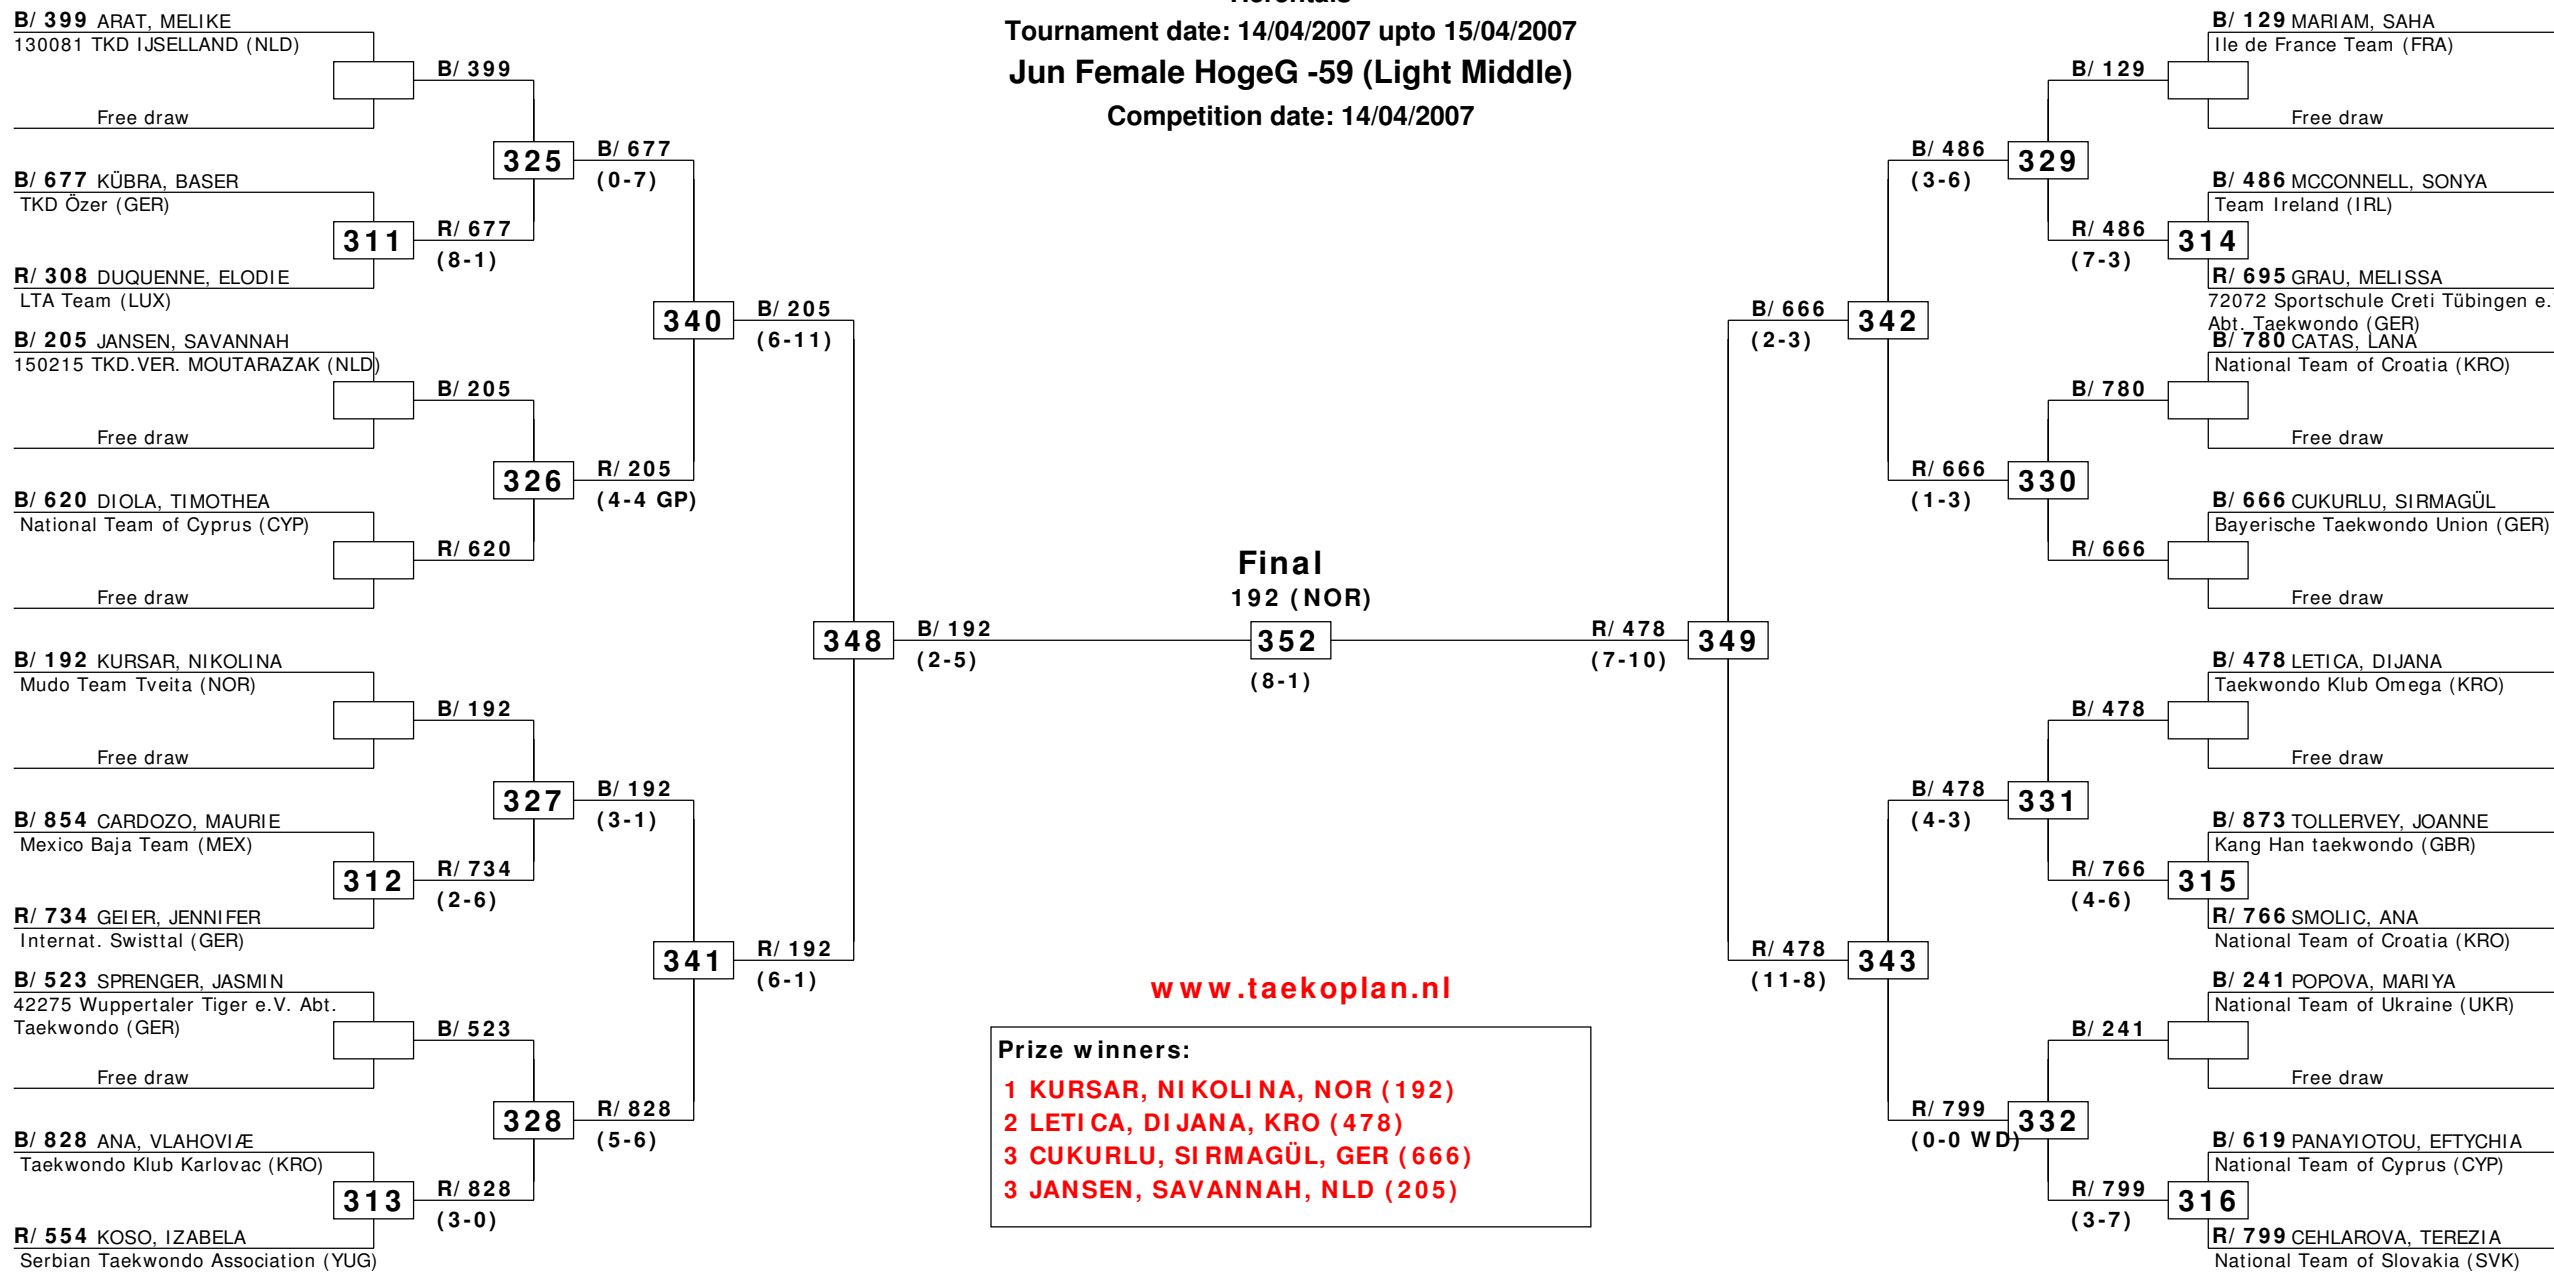 Tournament date: 14/04/2007 upto 15/04/2007
Jun Female HogeG -59 (Light Middle)
Competition date: 14/04/2007
B/ 399 ARAT, MELIKE
130081 TKD IJSELLAND (NLD)
B/ 399
Free draw
325
B/ 677
(0-7)
B/ 677 KÜBRA, BASER
TKD Özer (GER)
311
R/ 677
(8-1)
R/ 308 DUQUENNE, ELODIE
LTA Team (LUX)
340
B/ 205
(6-11)
B/ 205 JANSEN, SAVANNAH
150215 TKD.VER. MOUTARAZAK (NLD)
B/ 205
Free draw
326
R/ 205
(4-4 GP)
B/ 620 DIOLA, TIMOTHEA
National Team of Cyprus (CYP)
R/ 620
Free draw
348
B/ 192
(2-5)
B/ 192 KURSAR, NIKOLINA
Mudo Team Tveita (NOR)
B/ 192
Free draw
327
B/ 192
(3-1)
B/ 854 CARDOZO, MAURIE
Mexico Baja Team (MEX)
312
R/ 734
(2-6)
R/ 734 GEIER, JENNIFER
Internat. Swisttal (GER)
341
R/ 192
(6-1)
B/ 523 SPRENGER, JASMIN
42275 Wuppertaler Tiger e.V. Abt.
Taekwondo (GER)
B/ 523
Free draw
328
R/ 828
(5-6)
B/ 828 ANA, VLAHOVIÆ
Taekwondo Klub Karlovac (KRO)
313
R/ 828
(3-0)
R/ 554 KOSO, IZABELA
Serbian Taekwondo Association (YUG)
Final
192 (NOR)
352
(8-1)
www.taekoplan.nl
Prize winners:
1 KURSAR, NIKOLINA, NOR (192)
2 LETICA, DIJANA, KRO (478)
3 CUKURLU, SIRMAGÜL, GER (666)
3 JANSEN, SAVANNAH, NLD (205)
B/ 129 MARIAM, SAHA
Ile de France Team (FRA)
B/ 129
Free draw
B/ 486
(3-6)
329
B/ 486 MCCONNELL, SONYA
Team Ireland (IRL)
R/ 486
(7-3)
314
R/ 695 GRAU, MELISSA
72072 Sportschule Creti Tübingen e.
Abt. Taekwondo (GER)
B/ 666
(2-3)
342
B/ 780 CATAS, LANA
National Team of Croatia (KRO)
B/ 780
Free draw
R/ 666
(1-3)
330
B/ 666 CUKURLU, SIRMAGÜL
Bayerische Taekwondo Union (GER)
R/ 666
Free draw
R/ 478
(7-10)
349
B/ 478 LETICA, DIJANA
Taekwondo Klub Omega (KRO)
B/ 478
Free draw
B/ 478
(4-3)
331
B/ 873 TOLLERVEY, JOANNE
Kang Han taekwondo (GBR)
R/ 766
(4-6)
315
R/ 766 SMOLIC, ANA
National Team of Croatia (KRO)
R/ 478
(11-8)
343
B/ 241 POPOVA, MARIYA
National Team of Ukraine (UKR)
B/ 241
Free draw
R/ 799
(0-0 WD)
332
B/ 619 PANAYIOTOU, EFTYCHIA
National Team of Cyprus (CYP)
R/ 799
(3-7)
316
R/ 799 CEHLAROVA, TEREZIA
National Team of Slovakia (SVK)